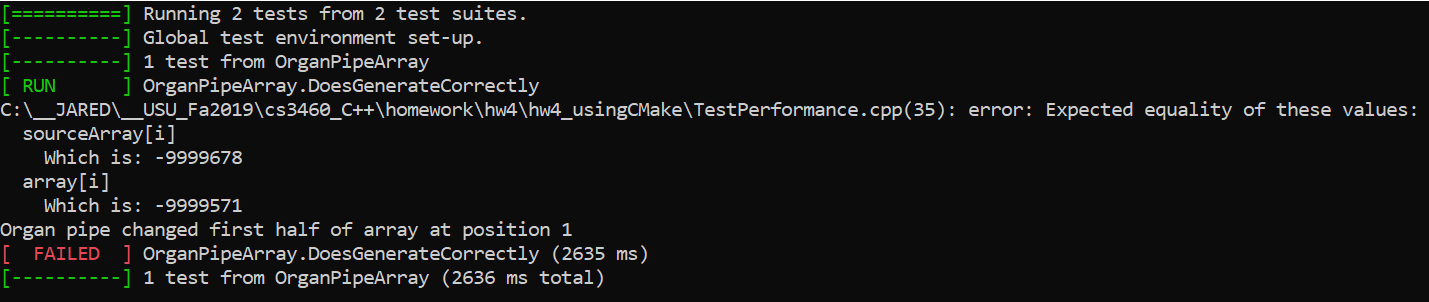 [==========] Running 2 tests from 2 test suites.
[----------] Global test environment set-up.
[----------] 1 test from OrganPipeArray
[ RUN      ] OrganPipeArray.DoesGenerateCorrectly
C:\__JARED\__USU_Fa2019\cs3460_C++\homework\hw4\hw4_usingCMake\TestPerformance.cpp(35): error: Expected equality of these values:
  sourceArray[i]
    Which is: -9999678
  array[i]
    Which is: -9999571
Organ pipe changed first half of array at position 1
[  FAILED  ] OrganPipeArray.DoesGenerateCorrectly (2635 ms)
[----------] 1 test from OrganPipeArray (2636 ms total)